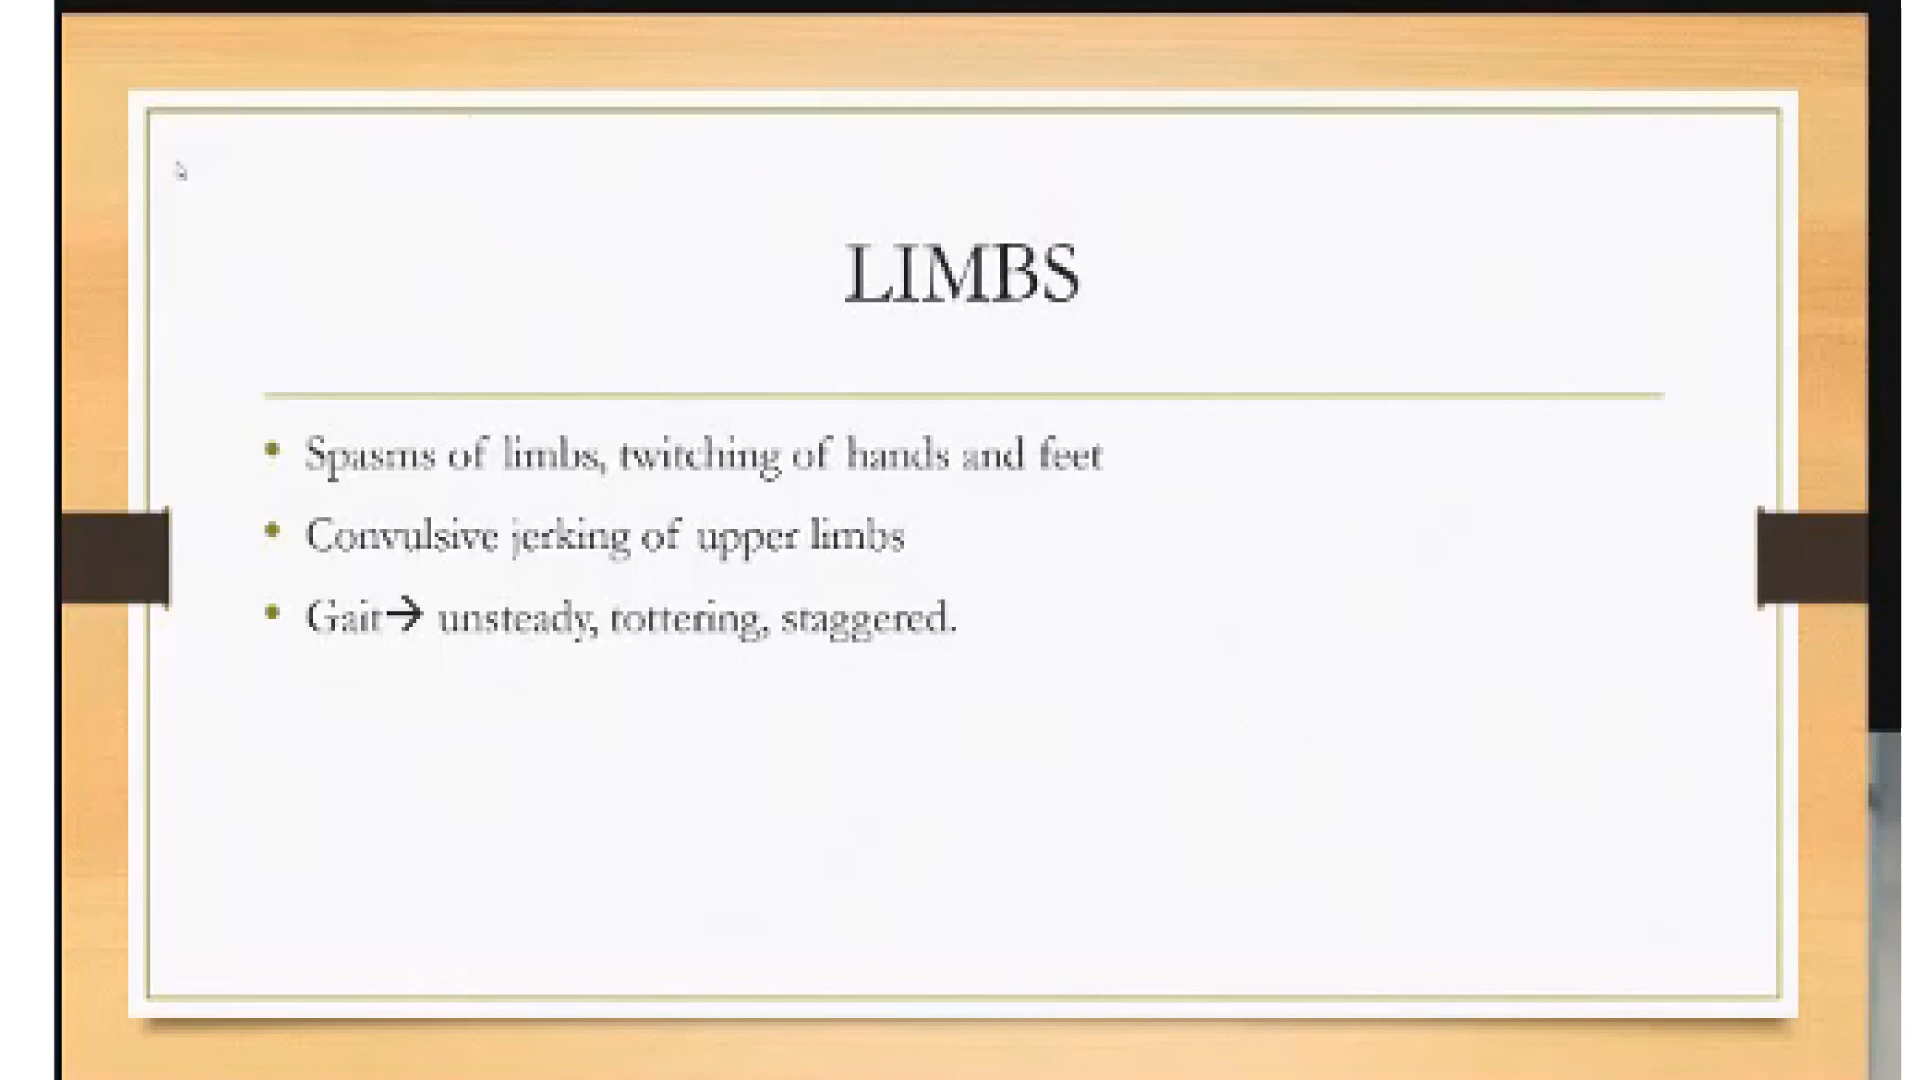 LIMBS
• Spasms of limbs, twitching of hands and feet
• Convulsive jerking of upper limbs
• Gait→ unsteady, tottering, staggered.